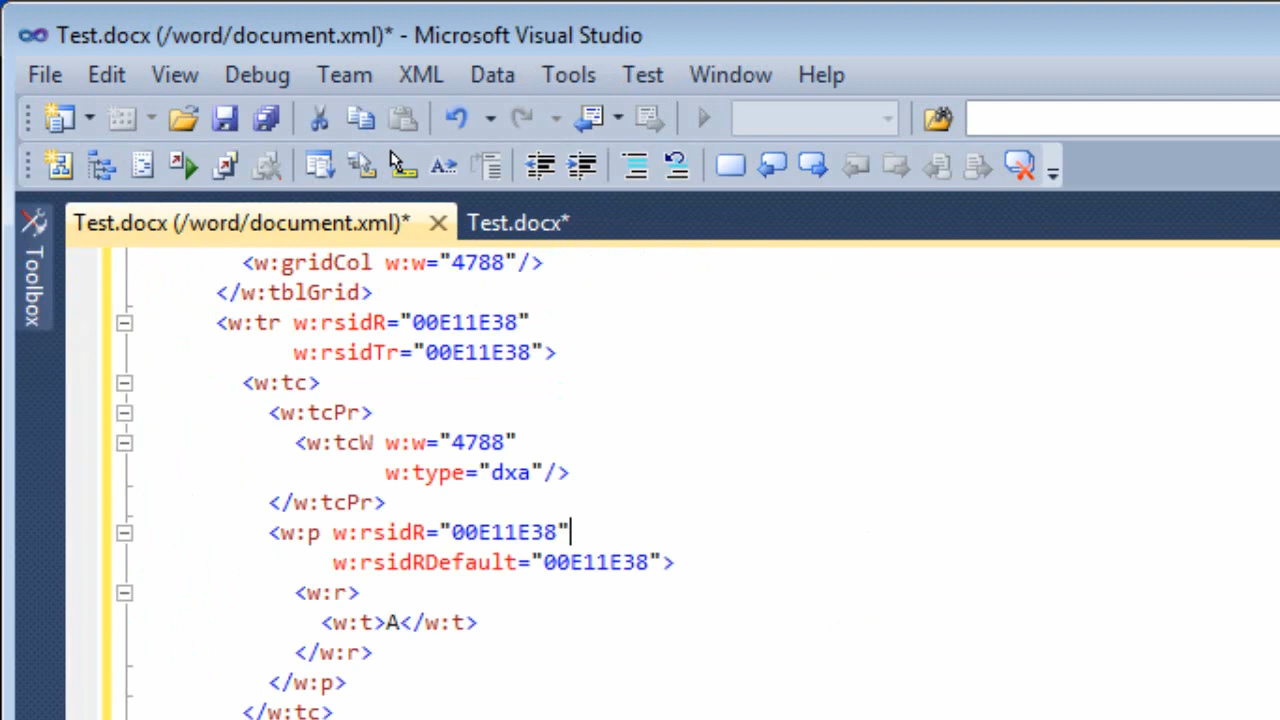 Test.docx (/word/document.xml)* - Microsoft Visual Studio
File Edit View Debug Team XML Data Tools Test Window Help
Toolbox
Test.docx (/word/document.xml)* Test.docx*
<w:gridCol w:w="4788"/>
</w:tblGrid>
<w:tr w:rsidR="00E11E38"
w:rsidTr="00E11E38">
<w:tc>
<w:tcPr>
<w:tcW w:w="4788"
w:type="dxa"/>
</w:tcPr>
<w:p w:rsidR="00E11E38"
w:rsidRDefault="00E11E38">
<w:r>
<w:t>A</w:t>
</w:r>
</w:p>
</w:tc>